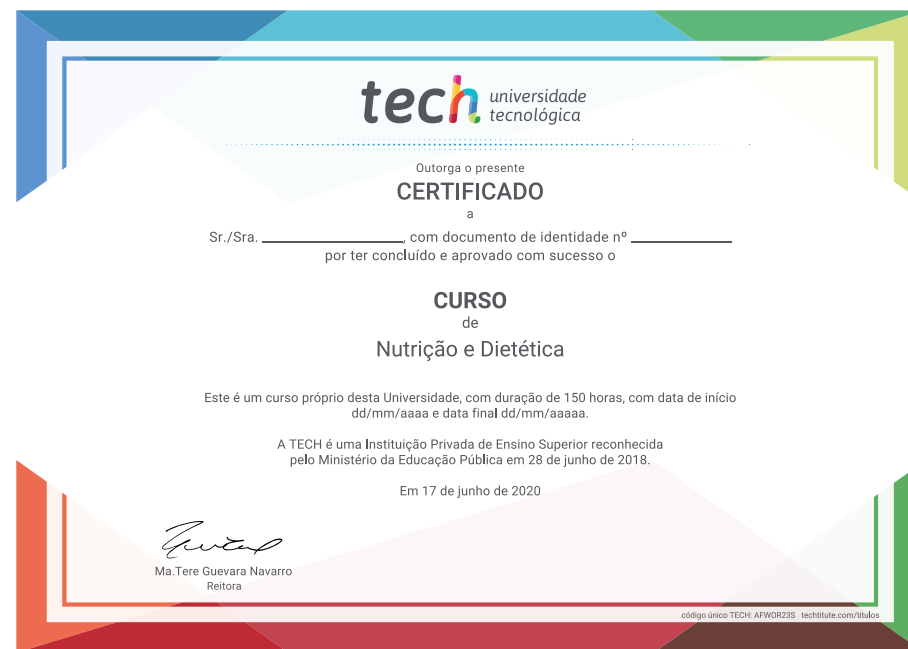 tech universidade
tecnológica
Outorga o presente
CERTIFICADO
a
Sr./Sra. ____________________, com documento de identidade nº ______________
por ter concluído e aprovado com sucesso o
CURSO
de
Nutrição e Dietética
Este é um curso próprio desta Universidade, com duração de 150 horas, com data de início
dd/mm/aaaa e data final dd/mm/aaaaa.
A TECH é uma Instituição Privada de Ensino Superior reconhecida
pelo Ministério da Educação Pública em 28 de junho de 2018.
Em 17 de junho de 2020
Ma.Tere Guevara Navarro
Reitora
código único TECH: AFWOR23S techtitute.com/títulos